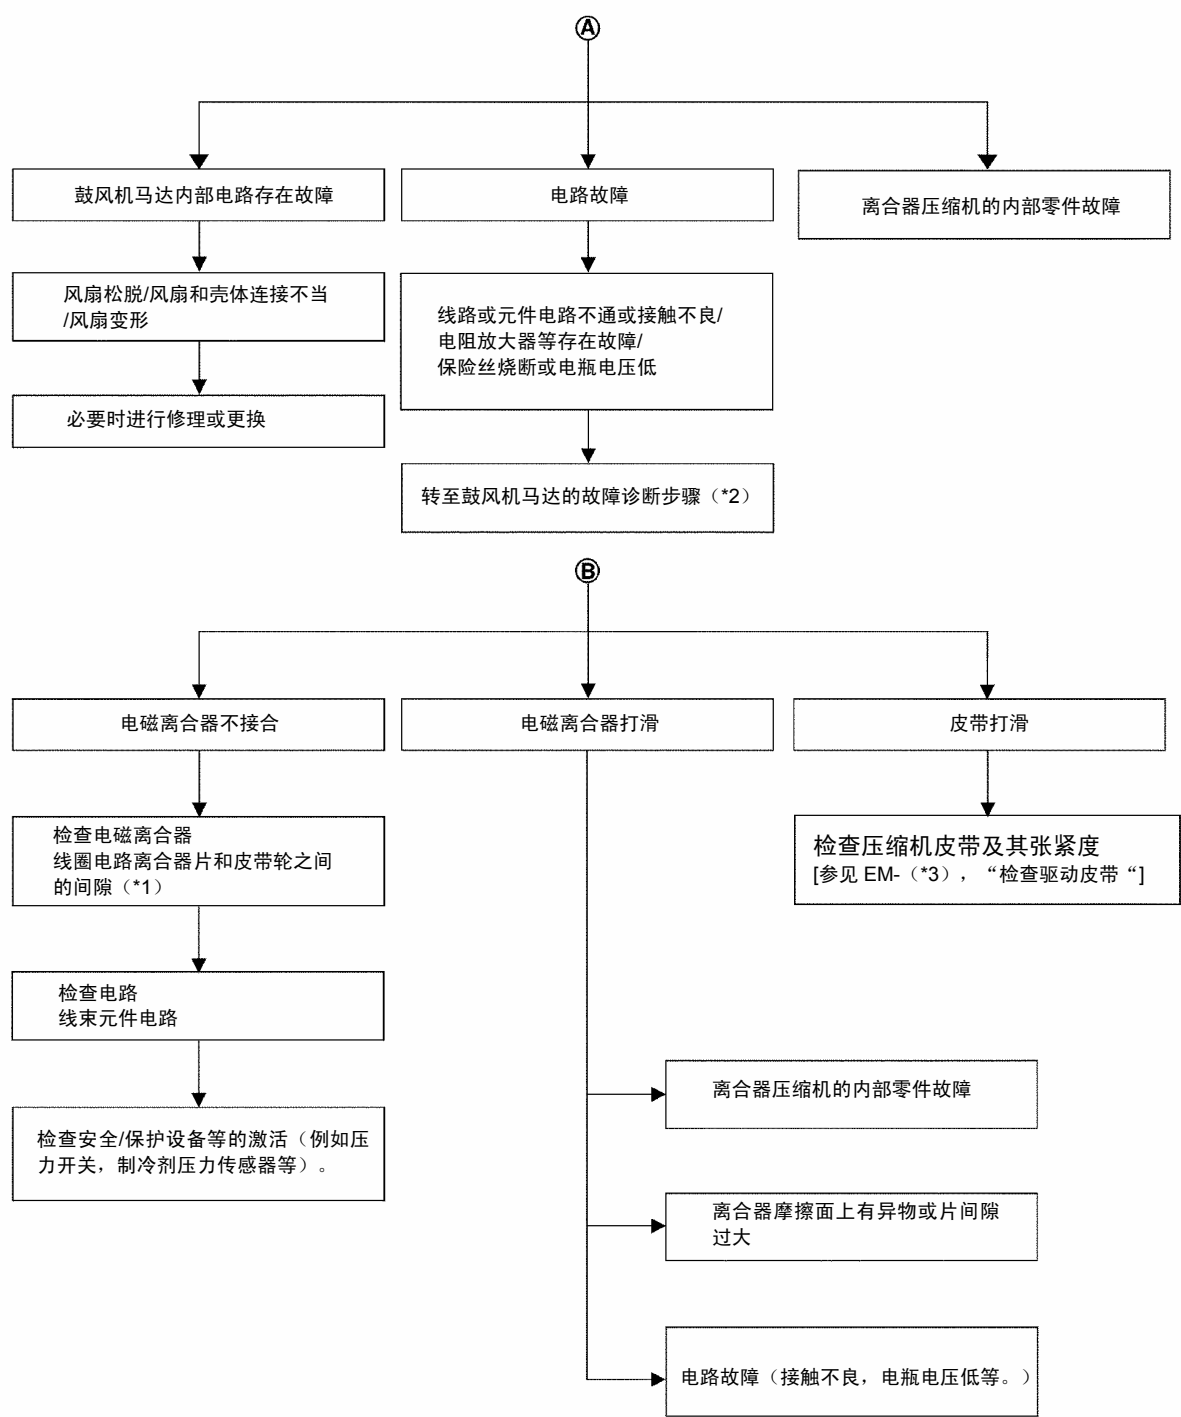 A
鼓风机马达内部电路存在故障
电路故障
离合器压缩机的内部零件故障
风扇松脱/风扇和壳体连接不当
/风扇变形
线路或元件电路不通或接触不良/
电阻放大器等存在故障/
保险丝烧断或电瓶电压低
必要时进行修理或更换
转至鼓风机马达的故障诊断步骤（*2）
B
电磁离合器不接合
电磁离合器打滑
皮带打滑
检查电磁离合器
线圈电路离合器片和皮带轮之间
的间隙（*1）
检查压缩机皮带及其张紧度
[参见 EM-（*3），“检查驱动皮带“]
检查电路
线束元件电路
离合器压缩机的内部零件故障
检查安全/保护设备等的激活（例如压
力开关，制冷剂压力传感器等）。
离合器摩擦面上有异物或片间隙
过大
电路故障（接触不良，电瓶电压低等。）